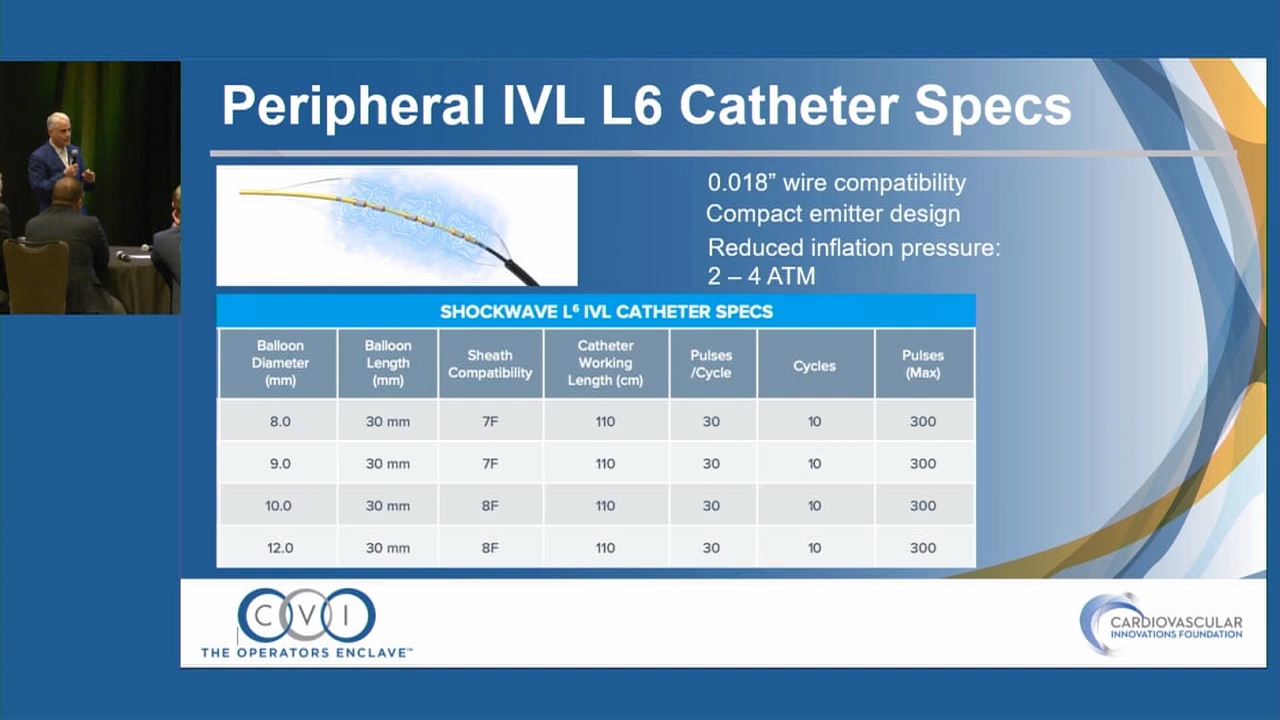 Peripheral IVL L6 Catheter Specs
0.018” wire compatibility
Compact emitter design
Reduced inflation pressure:
2 – 4 ATM
SHOCKWAVE L⁶ IVL CATHETER SPECS
Balloon Diameter (mm) Balloon Length (mm) Sheath Compatibility Catheter Working Length (cm) Pulses /Cycle Cycles Pulses (Max)
8.0 30 mm 7F 110 30 10 300
9.0 30 mm 7F 110 30 10 300
10.0 30 mm 8F 110 30 10 300
12.0 30 mm 8F 110 30 10 300
CVI
THE OPERATORS ENCLAVE™
CARDIOVASCULAR
INNOVATIONS FOUNDATION